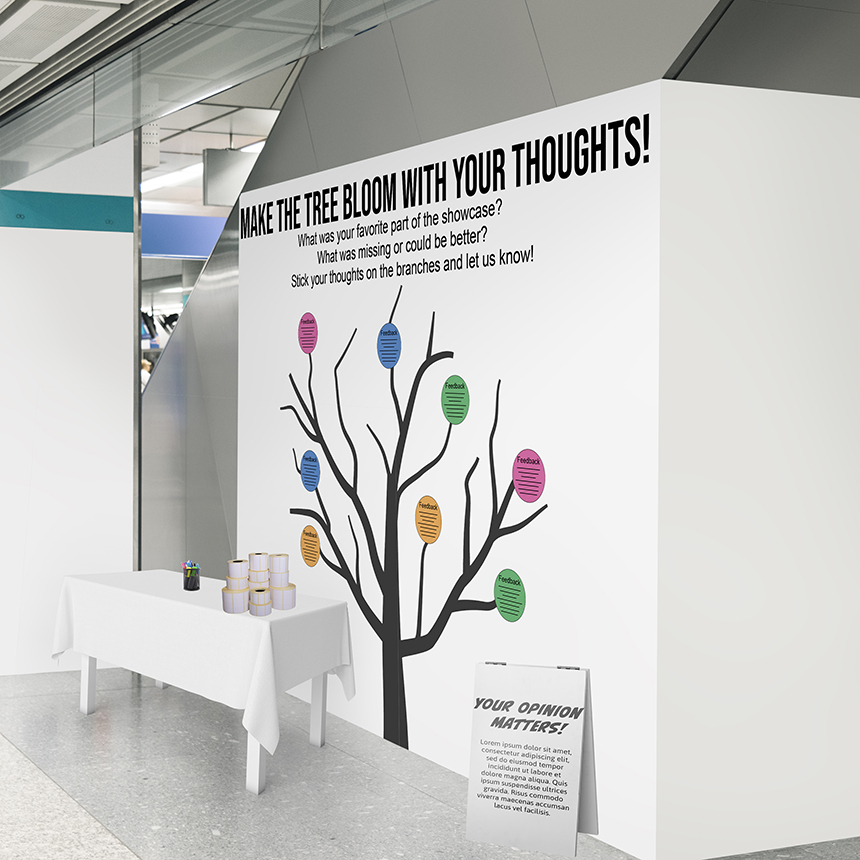 MAKE THE TREE BLOOM WITH YOUR THOUGHTS!
What was your favorite part of the showcase?
What was missing or could be better?
Stick your thoughts on the branches and let us know!
Feedback
Feedback
Feedback
Feedback
Feedback
Feedback
Feedback
Feedback
YOUR OPINION
MATTERS!
Lorem ipsum dolor sit amet,
consectetur adipiscing elit,
sed do eiusmod tempor
incididunt ut labore et
dolore magna aliqua. Quis
ipsum suspendisse ultrices
gravida. Risus commodo
viverra maecenas accumsan
lacus vel facilisis.